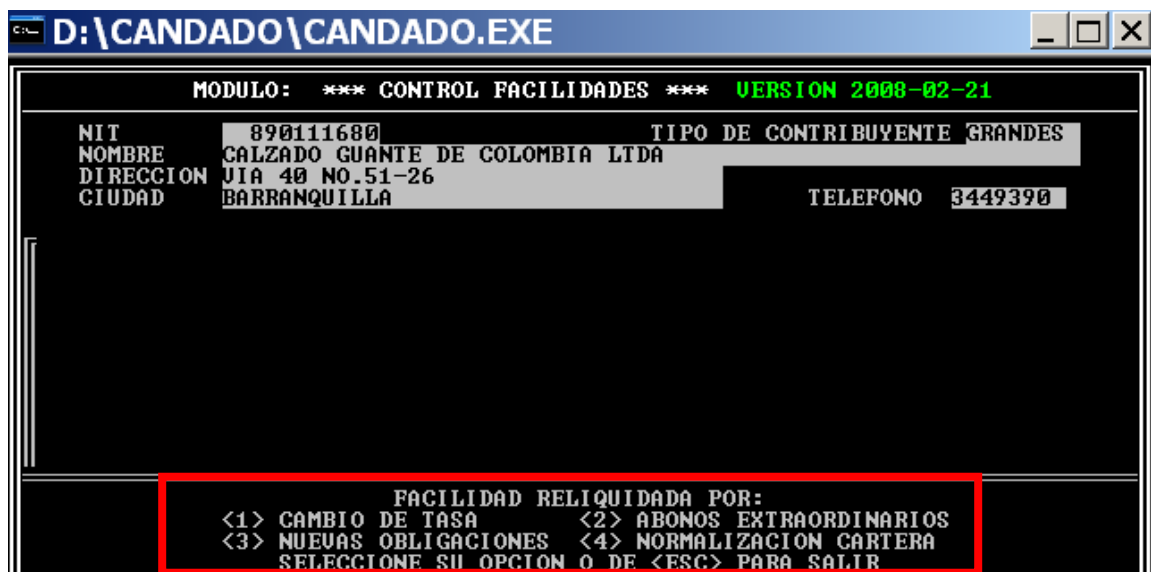 D:\CANDADO\CANDADO.EXE
MODULO: *** CONTROL FACILIDADES *** VERSION 2008-02-21
NIT 890111680 TIPO DE CONTRIBUYENTE GRANDES
NOMBRE CALZADO GUANTE DE COLOMBIA LTDA
DIRECCION VIA 40 NO.51-26
CIUDAD BARRANQUILLA TELEFONO 3449390
FACILIDAD RELIQUIDADA POR:
<1> CAMBIO DE TASA <2> ABONOS EXTRAORDINARIOS
<3> NUEVAS OBLIGACIONES <4> NORMALIZACION CARTERA
SELECCIONE SU OPCION O DE <ESC> PARA SALIR